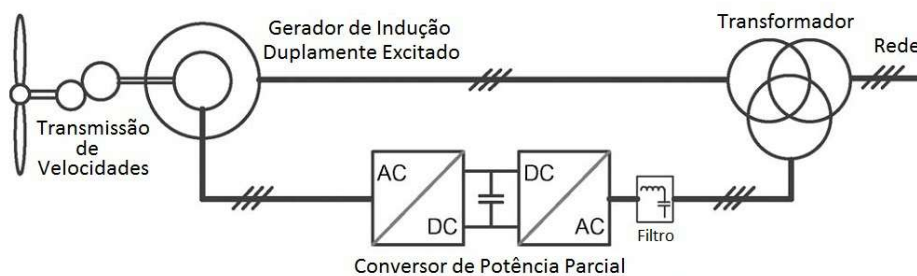 Gerador de Indução
Duplamente Excitado
Transformador
Rede
Transmissão
de
Velocidades
AC
DC
DC
AC
Filtro
Conversor de Potência Parcial